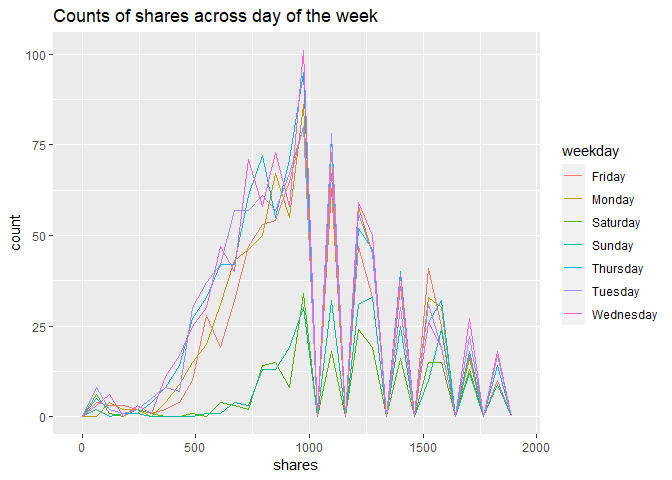 Counts of shares across day of the week
100
75
50
25
0
count
0
500
1000
1500
2000
shares
weekday
Friday
Monday
Saturday
Sunday
Thursday
Tuesday
Wednesday